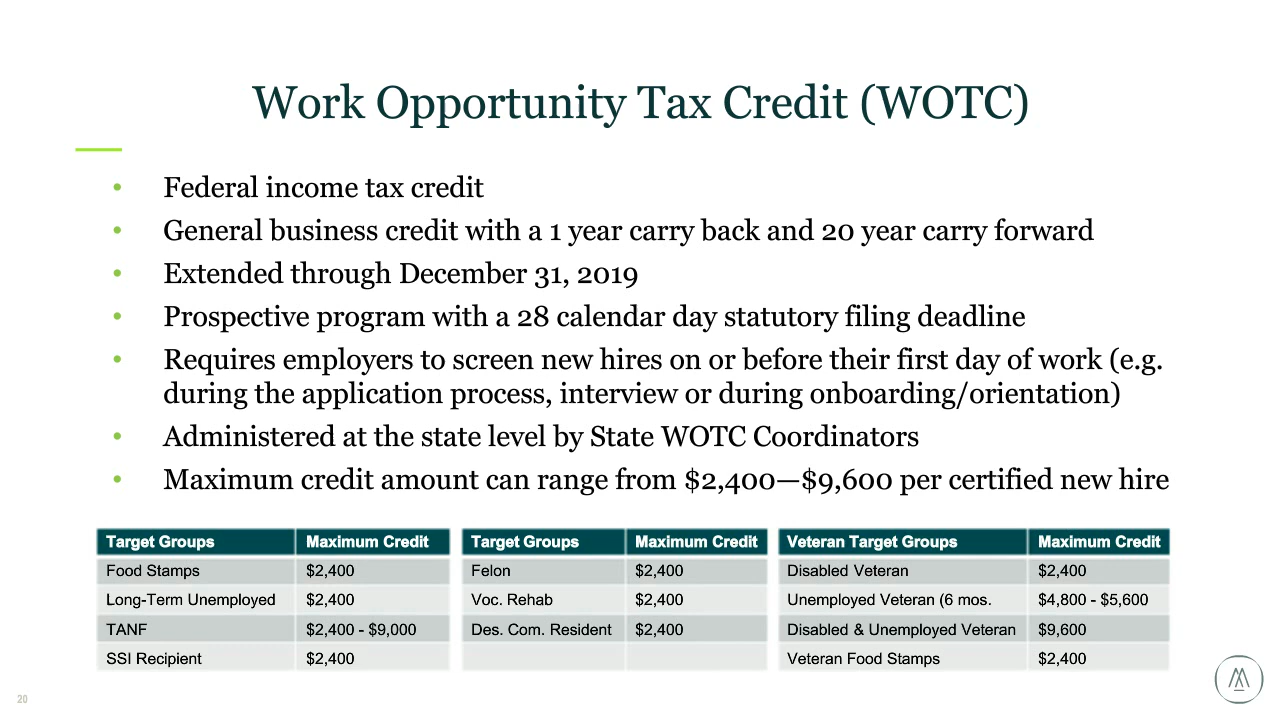 Work Opportunity Tax Credit (WOTC)
• Federal income tax credit
• General business credit with a 1 year carry back and 20 year carry forward
• Extended through December 31, 2019
• Prospective program with a 28 calendar day statutory filing deadline
• Requires employers to screen new hires on or before their first day of work (e.g.
during the application process, interview or during onboarding/orientation)
• Administered at the state level by State WOTC Coordinators
• Maximum credit amount can range from $2,400—$9,600 per certified new hire
Target Groups Maximum Credit
Food Stamps $2,400
Long-Term Unemployed $2,400
TANF $2,400 - $9,000
SSI Recipient $2,400
Target Groups Maximum Credit
Felon $2,400
Voc. Rehab $2,400
Des. Com. Resident $2,400
Veteran Target Groups Maximum Credit
Disabled Veteran $2,400
Unemployed Veteran (6 mos. $4,800 - $5,600
Disabled & Unemployed Veteran $9,600
Veteran Food Stamps $2,400
20